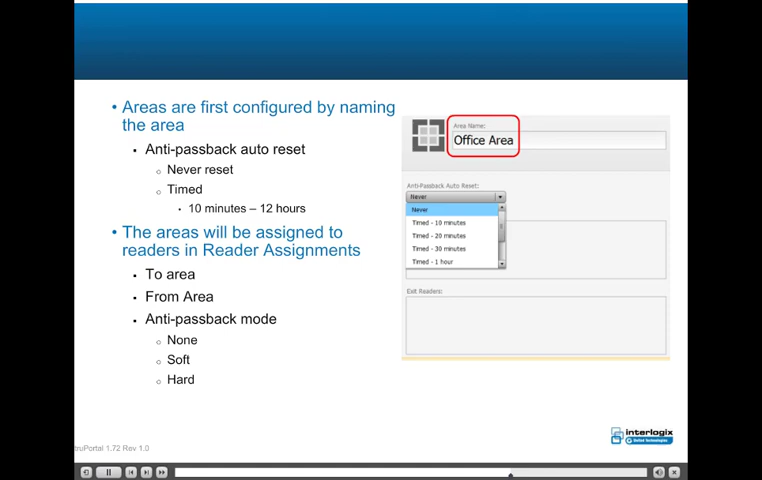 • Areas are first configured by naming
the area
• Anti-passback auto reset
o Never reset
o Timed
• 10 minutes – 12 hours
• The areas will be assigned to
readers in Reader Assignments
• To area
• From Area
• Anti-passback mode
o None
o Soft
o Hard
Area Name:
Office Area
Anti-Passback Auto Reset:
Never
Never
Timed - 10 minutes
Timed - 20 minutes
Timed - 30 minutes
Timed - 1 hour
Exit Readers:
interlogix
United Technologies
truPortal 1.72 Rev 1.0